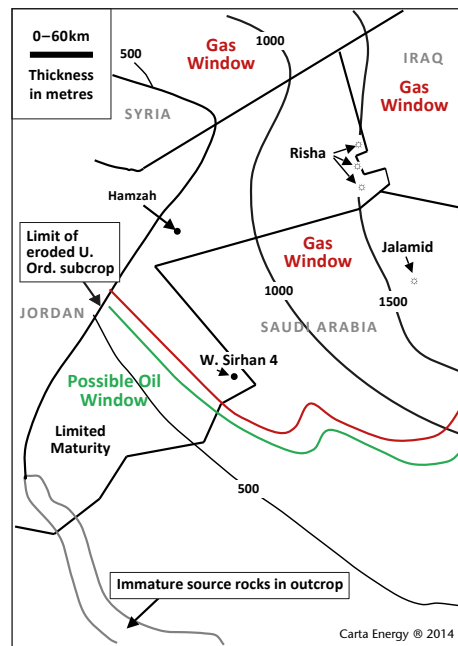 0–60km
Thickness
in metres
500
Gas
Window
1000
IRAQ
Gas
Window
SYRIA
Risha
Hamzah
Limit of
eroded U.
Ord. subcrop
Gas
Window
Jalamid
1000
1500
JORDAN
SAUDI ARABIA
W. Sirhan 4
Possible Oil
Window
Limited
Maturity
500
Immature source rocks in outcrop
Carta Energy ® 2014